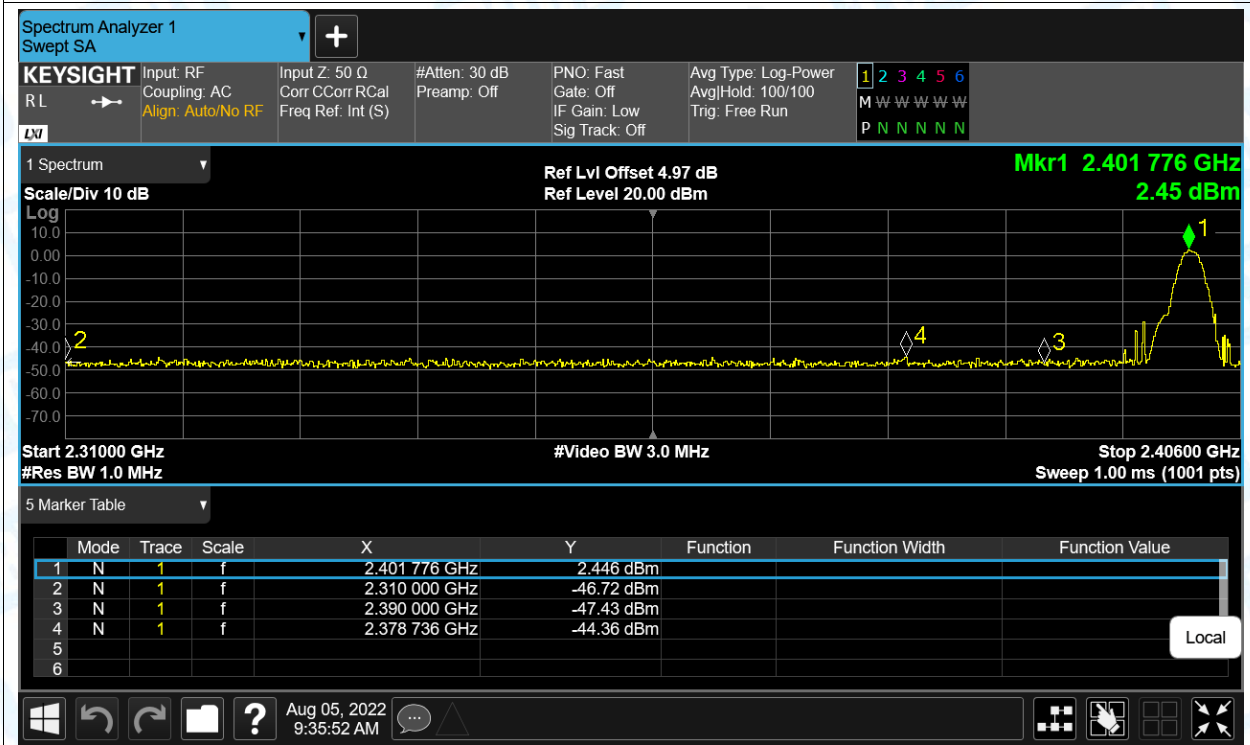 Spectrum Analyzer 1
Swept SA
KEYSIGHT
R L
LXI
Input: RF
Coupling: AC
Align: Auto/No RF
Input Z: 50 Ω
Corr CCorr RCal
Freq Ref: Int (S)
#Atten: 30 dB
Preamp: Off
PNO: Fast
Gate: Off
IF Gain: Low
Sig Track: Off
Avg Type: Log-Power
Avg|Hold: 100/100
Trig: Free Run
1 2 3 4 5 6
M W W W W W
P N N N N N
1 Spectrum
Scale/Div 10 dB
Ref Lvl Offset 4.97 dB
Ref Level 20.00 dBm
Mkr1 2.401 776 GHz
2.45 dBm
Log
10.0
0.00
-10.0
-20.0
-30.0
-40.0
-50.0
-60.0
-70.0
1
2
4
3
Start 2.31000 GHz
#Res BW 1.0 MHz
#Video BW 3.0 MHz
Stop 2.40600 GHz
Sweep 1.00 ms (1001 pts)
5 Marker Table
Mode Trace Scale X Y Function Function Width Function Value
1 N 1 f 2.401 776 GHz 2.446 dBm
2 N 1 f 2.310 000 GHz -46.72 dBm
3 N 1 f 2.390 000 GHz -47.43 dBm
4 N 1 f 2.378 736 GHz -44.36 dBm
5
6
Local
?
Aug 05, 2022
9:35:52 AM